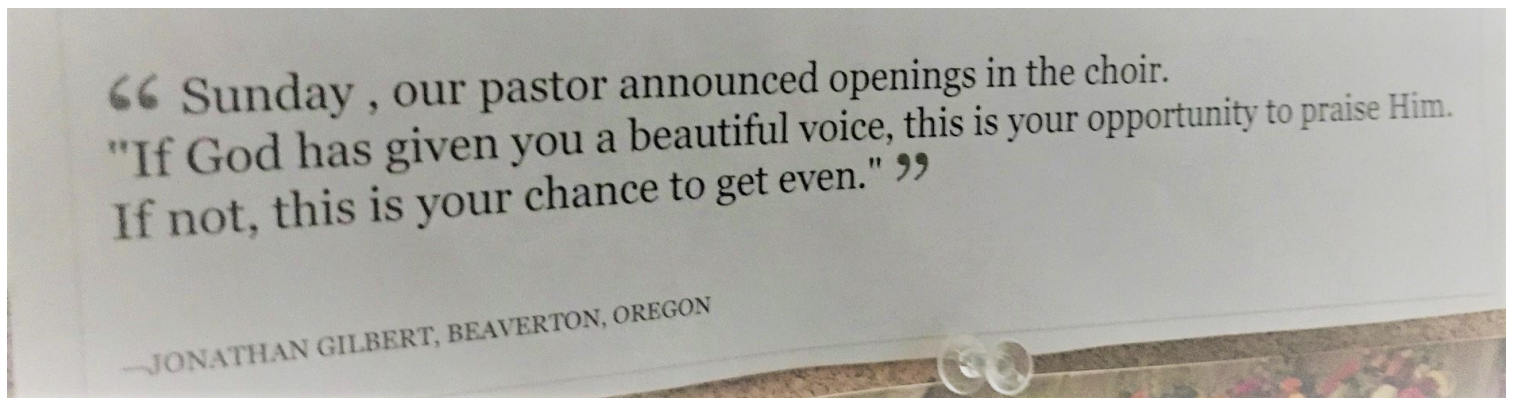 “ Sunday , our pastor announced openings in the choir.
"If God has given you a beautiful voice, this is your opportunity to praise Him.
If not, this is your chance to get even." ”
—JONATHAN GILBERT, BEAVERTON, OREGON